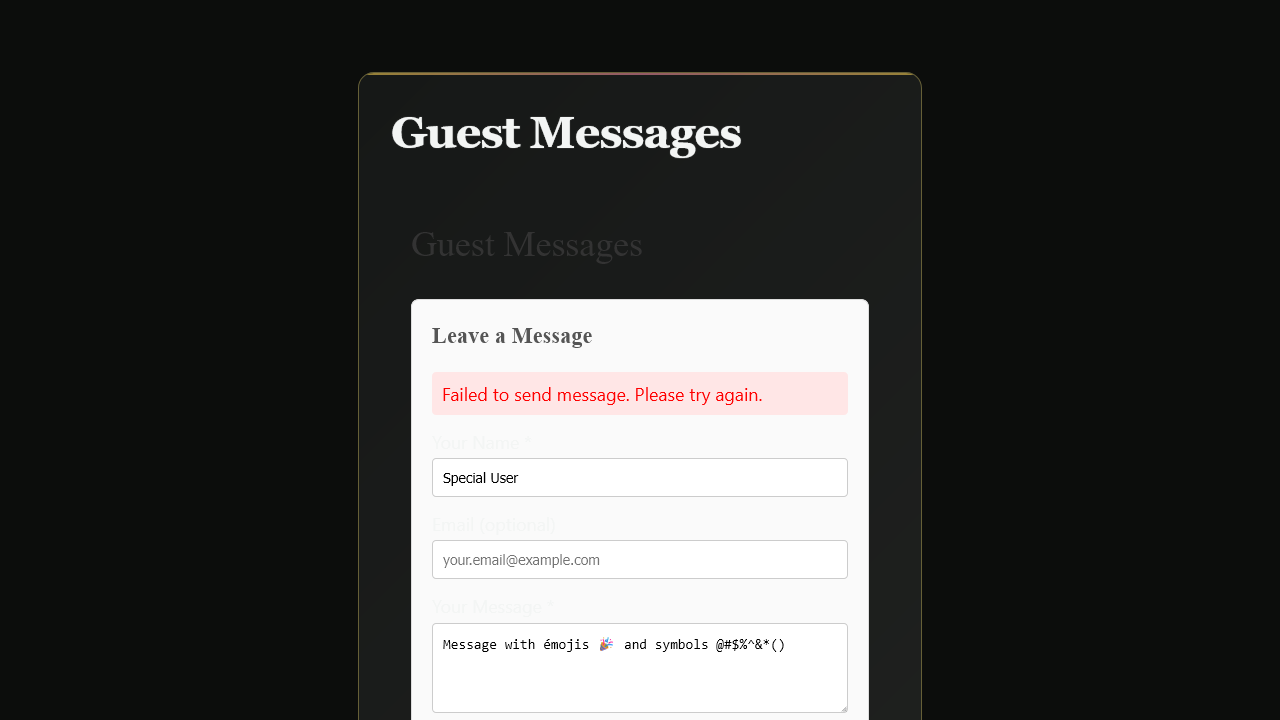 Guest Messages
Guest Messages
Leave a Message
Failed to send message. Please try again.
Your Name *
Special User
Email (optional)
your.email@example.com
Your Message *
Message with émojis 🎉 and symbols @#$%^&*()